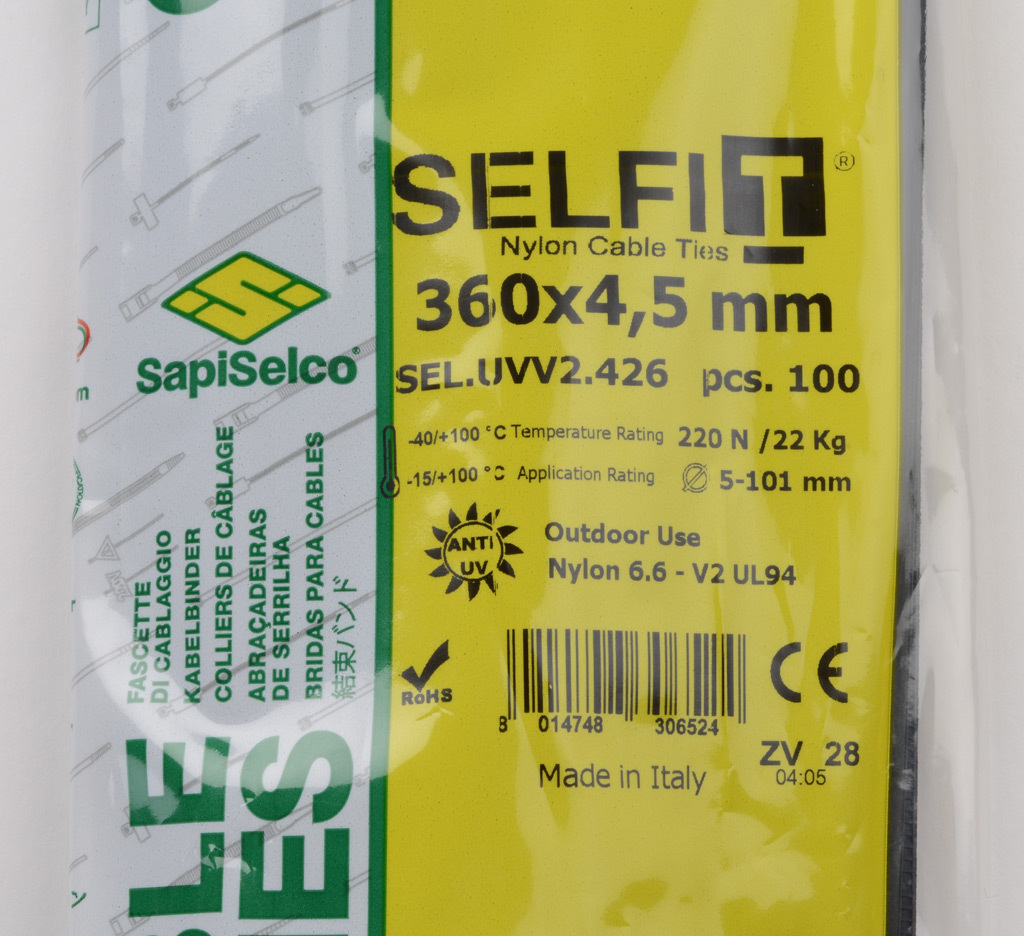 SELFIT®
Nylon Cable Ties
360x4,5 mm
SEL.UVV2.426 pcs. 100
-40/+100 °C Temperature Rating 220 N /22 Kg
-15/+100 °C Application Rating Ø 5-101 mm
ANTI
UV
Outdoor Use
Nylon 6.6 - V2 UL94
RoHS
8 014748 306524
CE
ZV 28
04:05
Made in Italy
SapiSelco®
FASCETTE
DI CABLAGGIO
KABELBINDER
COLLIERS DE CÂBLAGE
ABRAÇADEIRAS
DE SERRILHA
BRIDAS PARA CABLES
結束バンド
BLE
IES